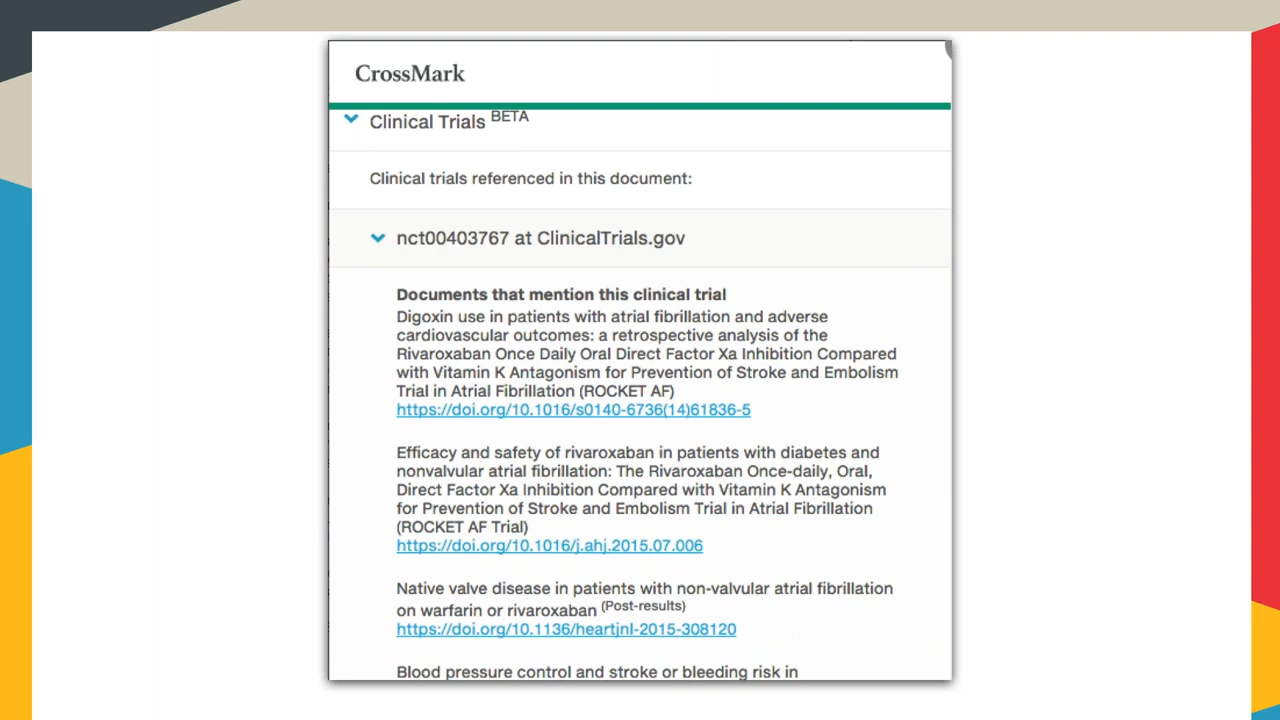 CrossMark
Clinical Trials BETA
Clinical trials referenced in this document:
nct00403767 at ClinicalTrials.gov
Documents that mention this clinical trial
Digoxin use in patients with atrial fibrillation and adverse
cardiovascular outcomes: a retrospective analysis of the
Rivaroxaban Once Daily Oral Direct Factor Xa Inhibition Compared
with Vitamin K Antagonism for Prevention of Stroke and Embolism
Trial in Atrial Fibrillation (ROCKET AF)
https://doi.org/10.1016/s0140-6736(14)61836-5
Efficacy and safety of rivaroxaban in patients with diabetes and
nonvalvular atrial fibrillation: The Rivaroxaban Once-daily, Oral,
Direct Factor Xa Inhibition Compared with Vitamin K Antagonism
for Prevention of Stroke and Embolism Trial in Atrial Fibrillation
(ROCKET AF Trial)
https://doi.org/10.1016/j.ahj.2015.07.006
Native valve disease in patients with non-valvular atrial fibrillation
on warfarin or rivaroxaban (Post-results)
https://doi.org/10.1136/heartjnl-2015-308120
Blood pressure control and stroke or bleeding risk in